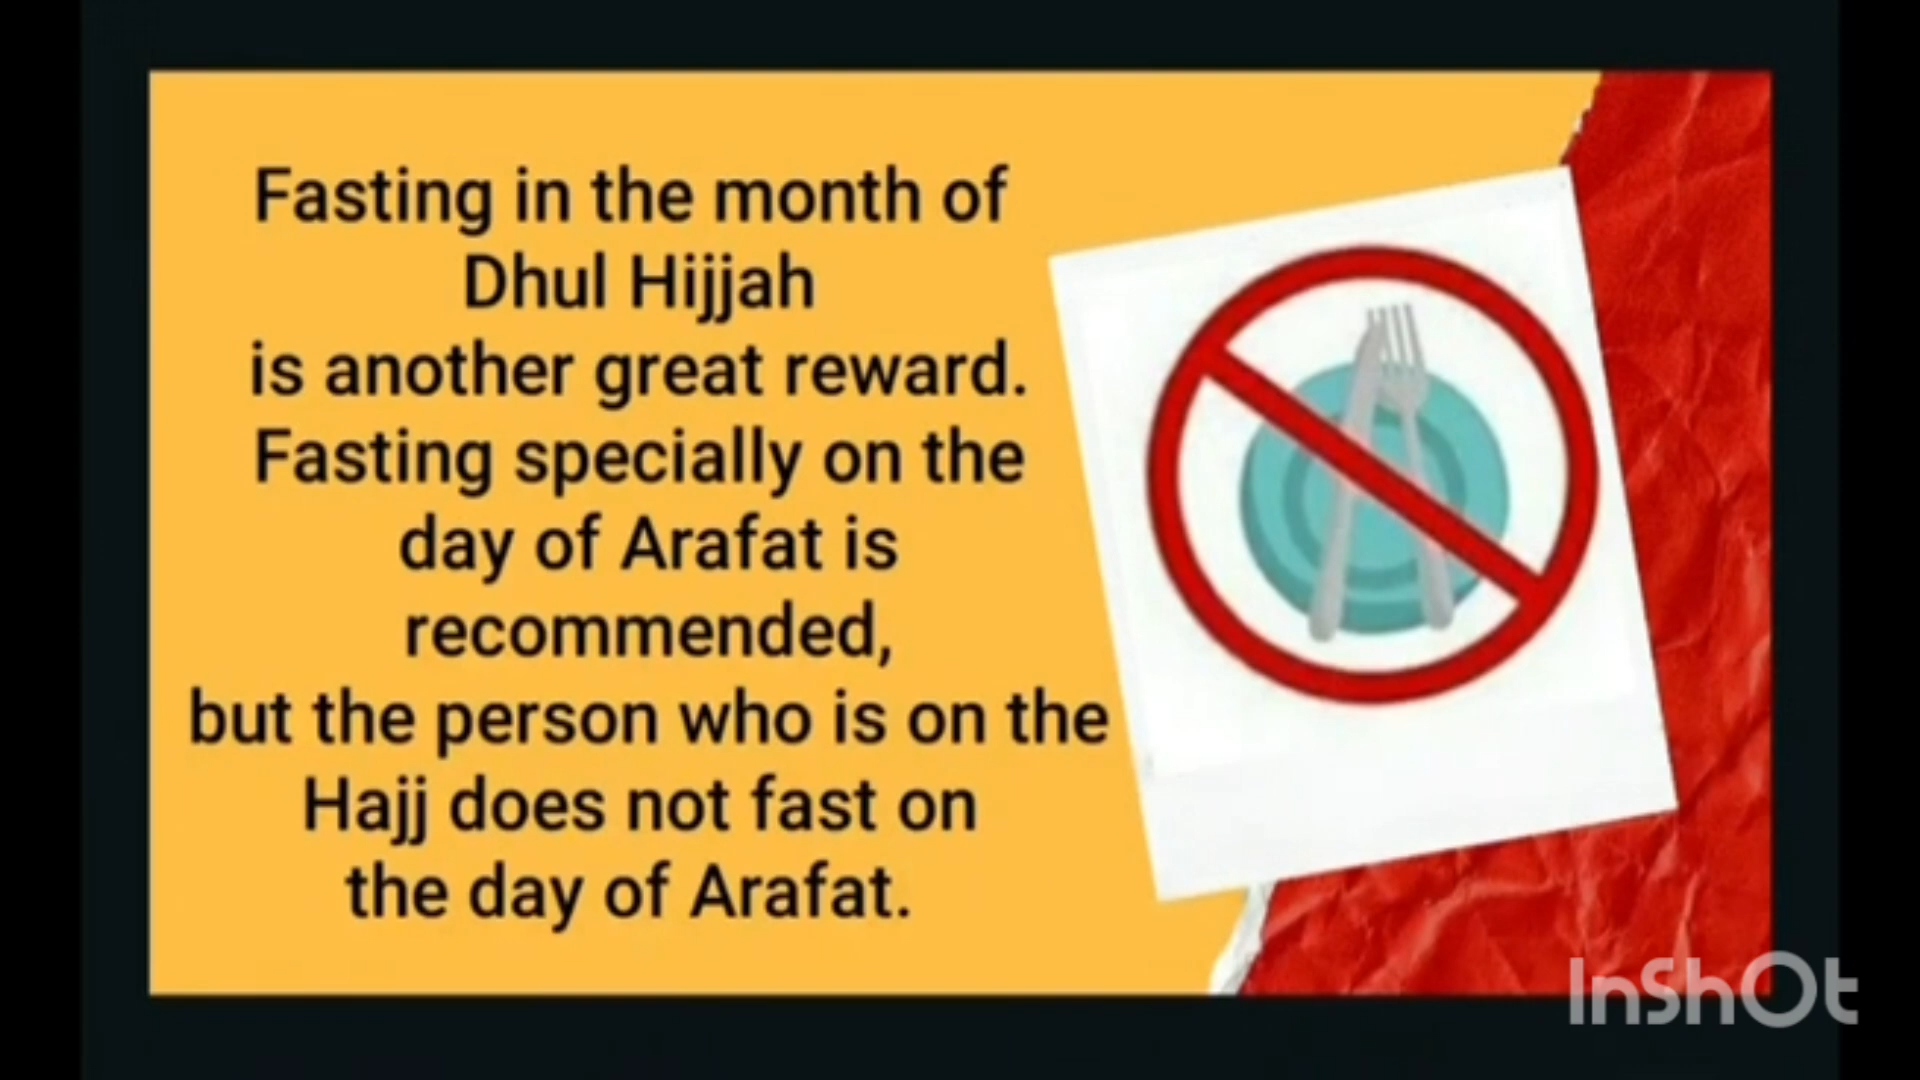 Fasting in the month of
Dhul Hijjah
is another great reward.
Fasting specially on the
day of Arafat is
recommended,
but the person who is on the
Hajj does not fast on
the day of Arafat.
InShOt